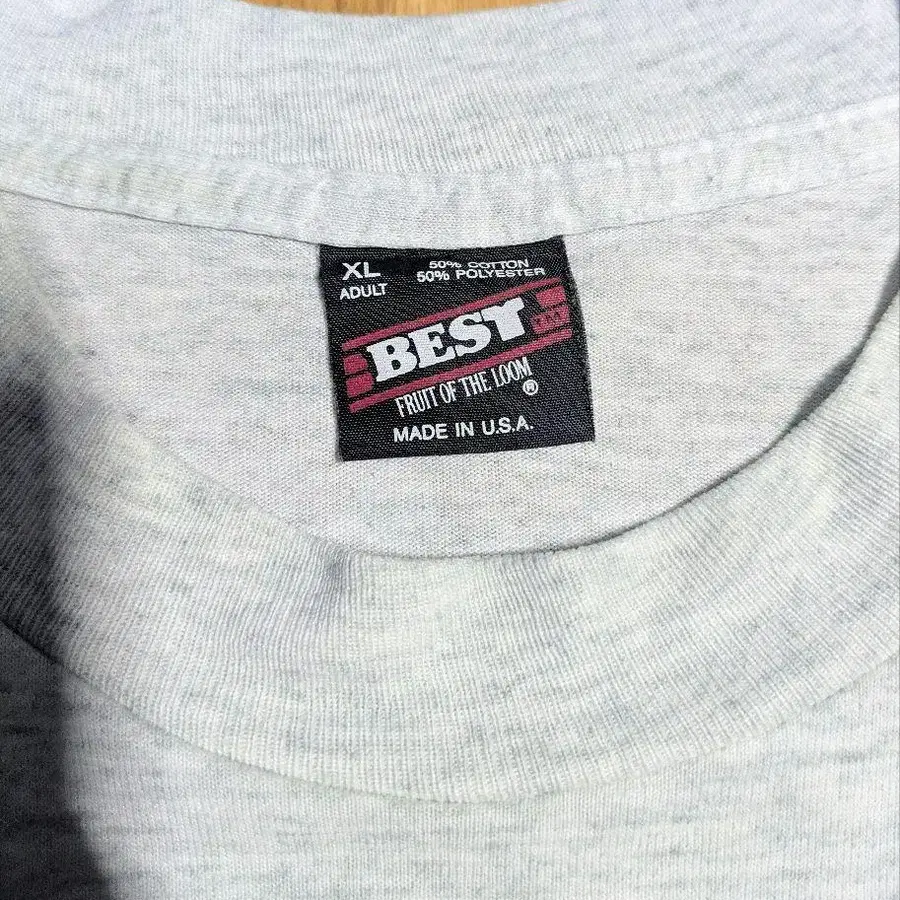 XL
ADULT
50% COTTON
50% POLYESTER
BEST
FRUIT OF THE LOOM
®
MADE IN U.S.A.